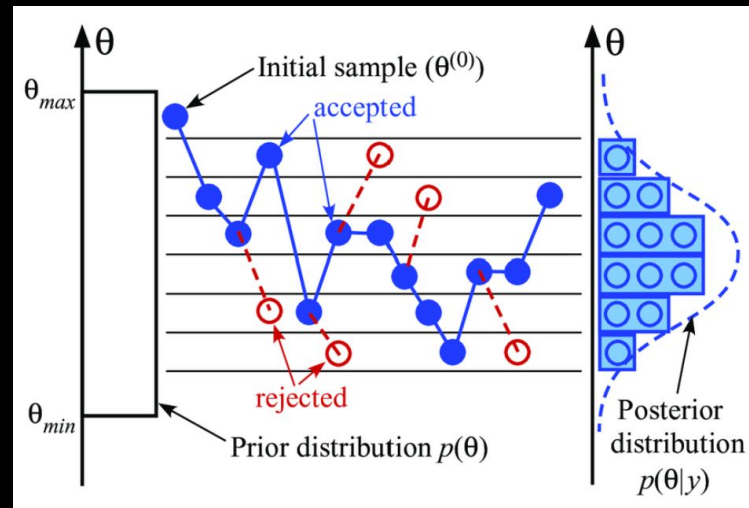 θ
θ
Initial sample (θ⁽⁰⁾)
θmax
accepted
rejected
θmin
Prior distribution p(θ)
Posterior
distribution
p(θ|y)